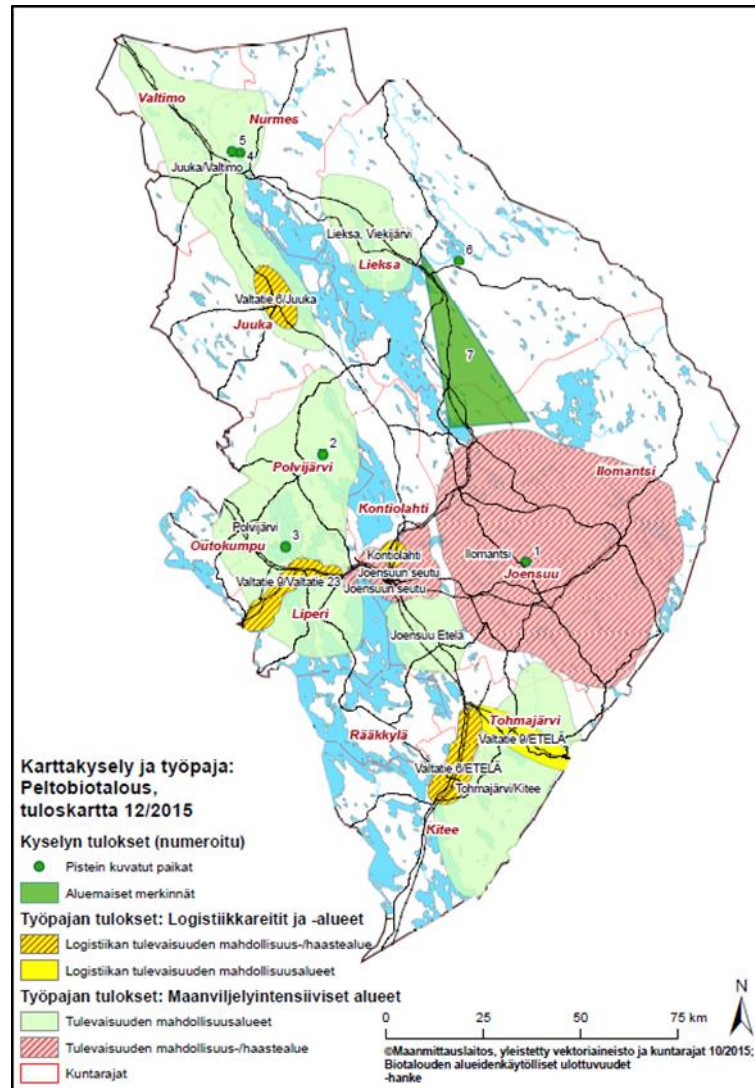 Valtimo
Nurmes
5
4
Juuka/Valtimo
Lieksa, Viekijärvi
Lieksa
6
Valtatie 6/Juuka
Juuka
7
2
Polvijärvi
Ilomantsi
Kontiolahti
Polvijärvi
3
Outokumpu
Kontiolahti
Ilomantsi
1
Joensuun seutu
Joensuu
Valtatie 9/Valtatie 23
Joensuun seutu
Liperi
Joensuu Etelä
Tohmajärvi
Rääkkylä
Valtatie 9/ETELÄ
Valtatie 6/ETELÄ
Tohmajärvi/Kitee
Kitee
Karttakysely ja työpaja:
Peltobiotalous,
tuloskartta 12/2015
Kyselyn tulokset (numeroitu)
Pistein kuvatut paikat
Aluemaiset merkinnät
Työpajan tulokset: Logistiikkareitit ja -alueet
Logistiikan tulevaisuuden mahdollisuus-/haastealue
Logistiikan tulevaisuuden mahdollisuusalueet
Työpajan tulokset: Maanviljelyintensiiviset alueet
Tulevaisuuden mahdollisuusalueet
Tulevaisuuden mahdollisuus-/haastealue
Kuntarajat
N
0 25 50 75 km
©Maanmittauslaitos, yleistetty vektoriaineisto ja kuntarajat 10/2015;
Biotalouden alueidenkäytölliset ulottuvuudet
-hanke